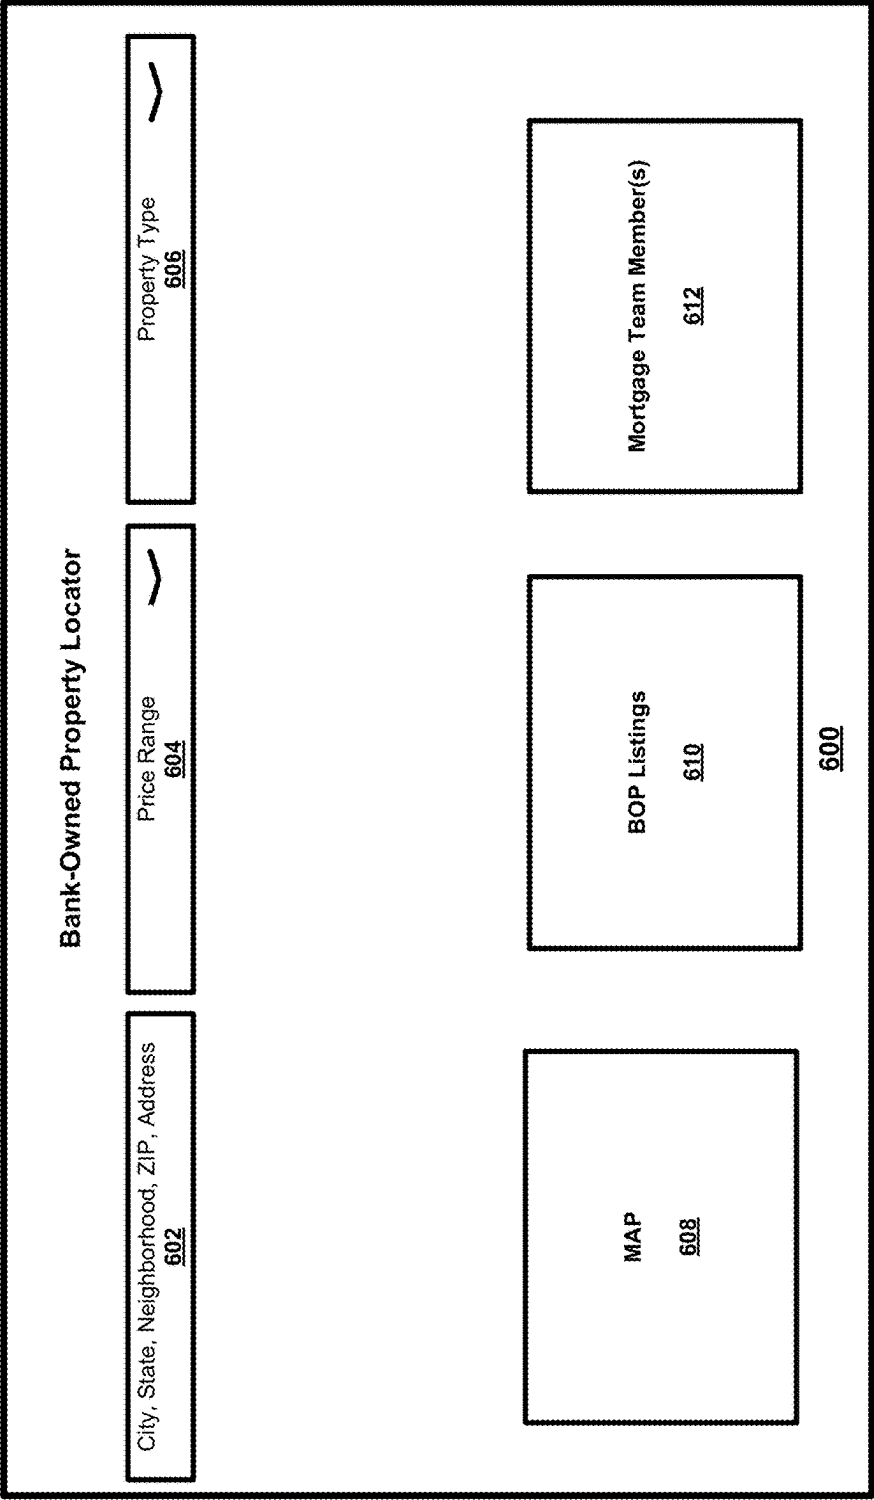 Bank-Owned Property Locator
City, State, Neighborhood, ZIP, Address
602
Price Range
604
Property Type
606
MAP
608
BOP Listings
610
Mortgage Team Member(s)
612
600